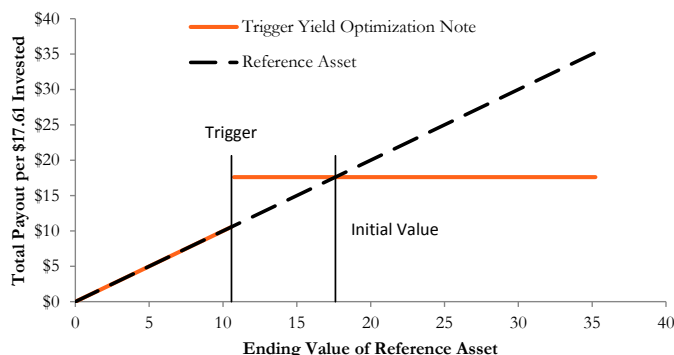 Trigger Yield Optimization Note
Reference Asset
Total Payout per $17.61 Invested
$40
$35
$30
$25
$20
$15
$10
$5
$0
Trigger
Initial Value
0 5 10 15 20 25 30 35 40
Ending Value of Reference Asset